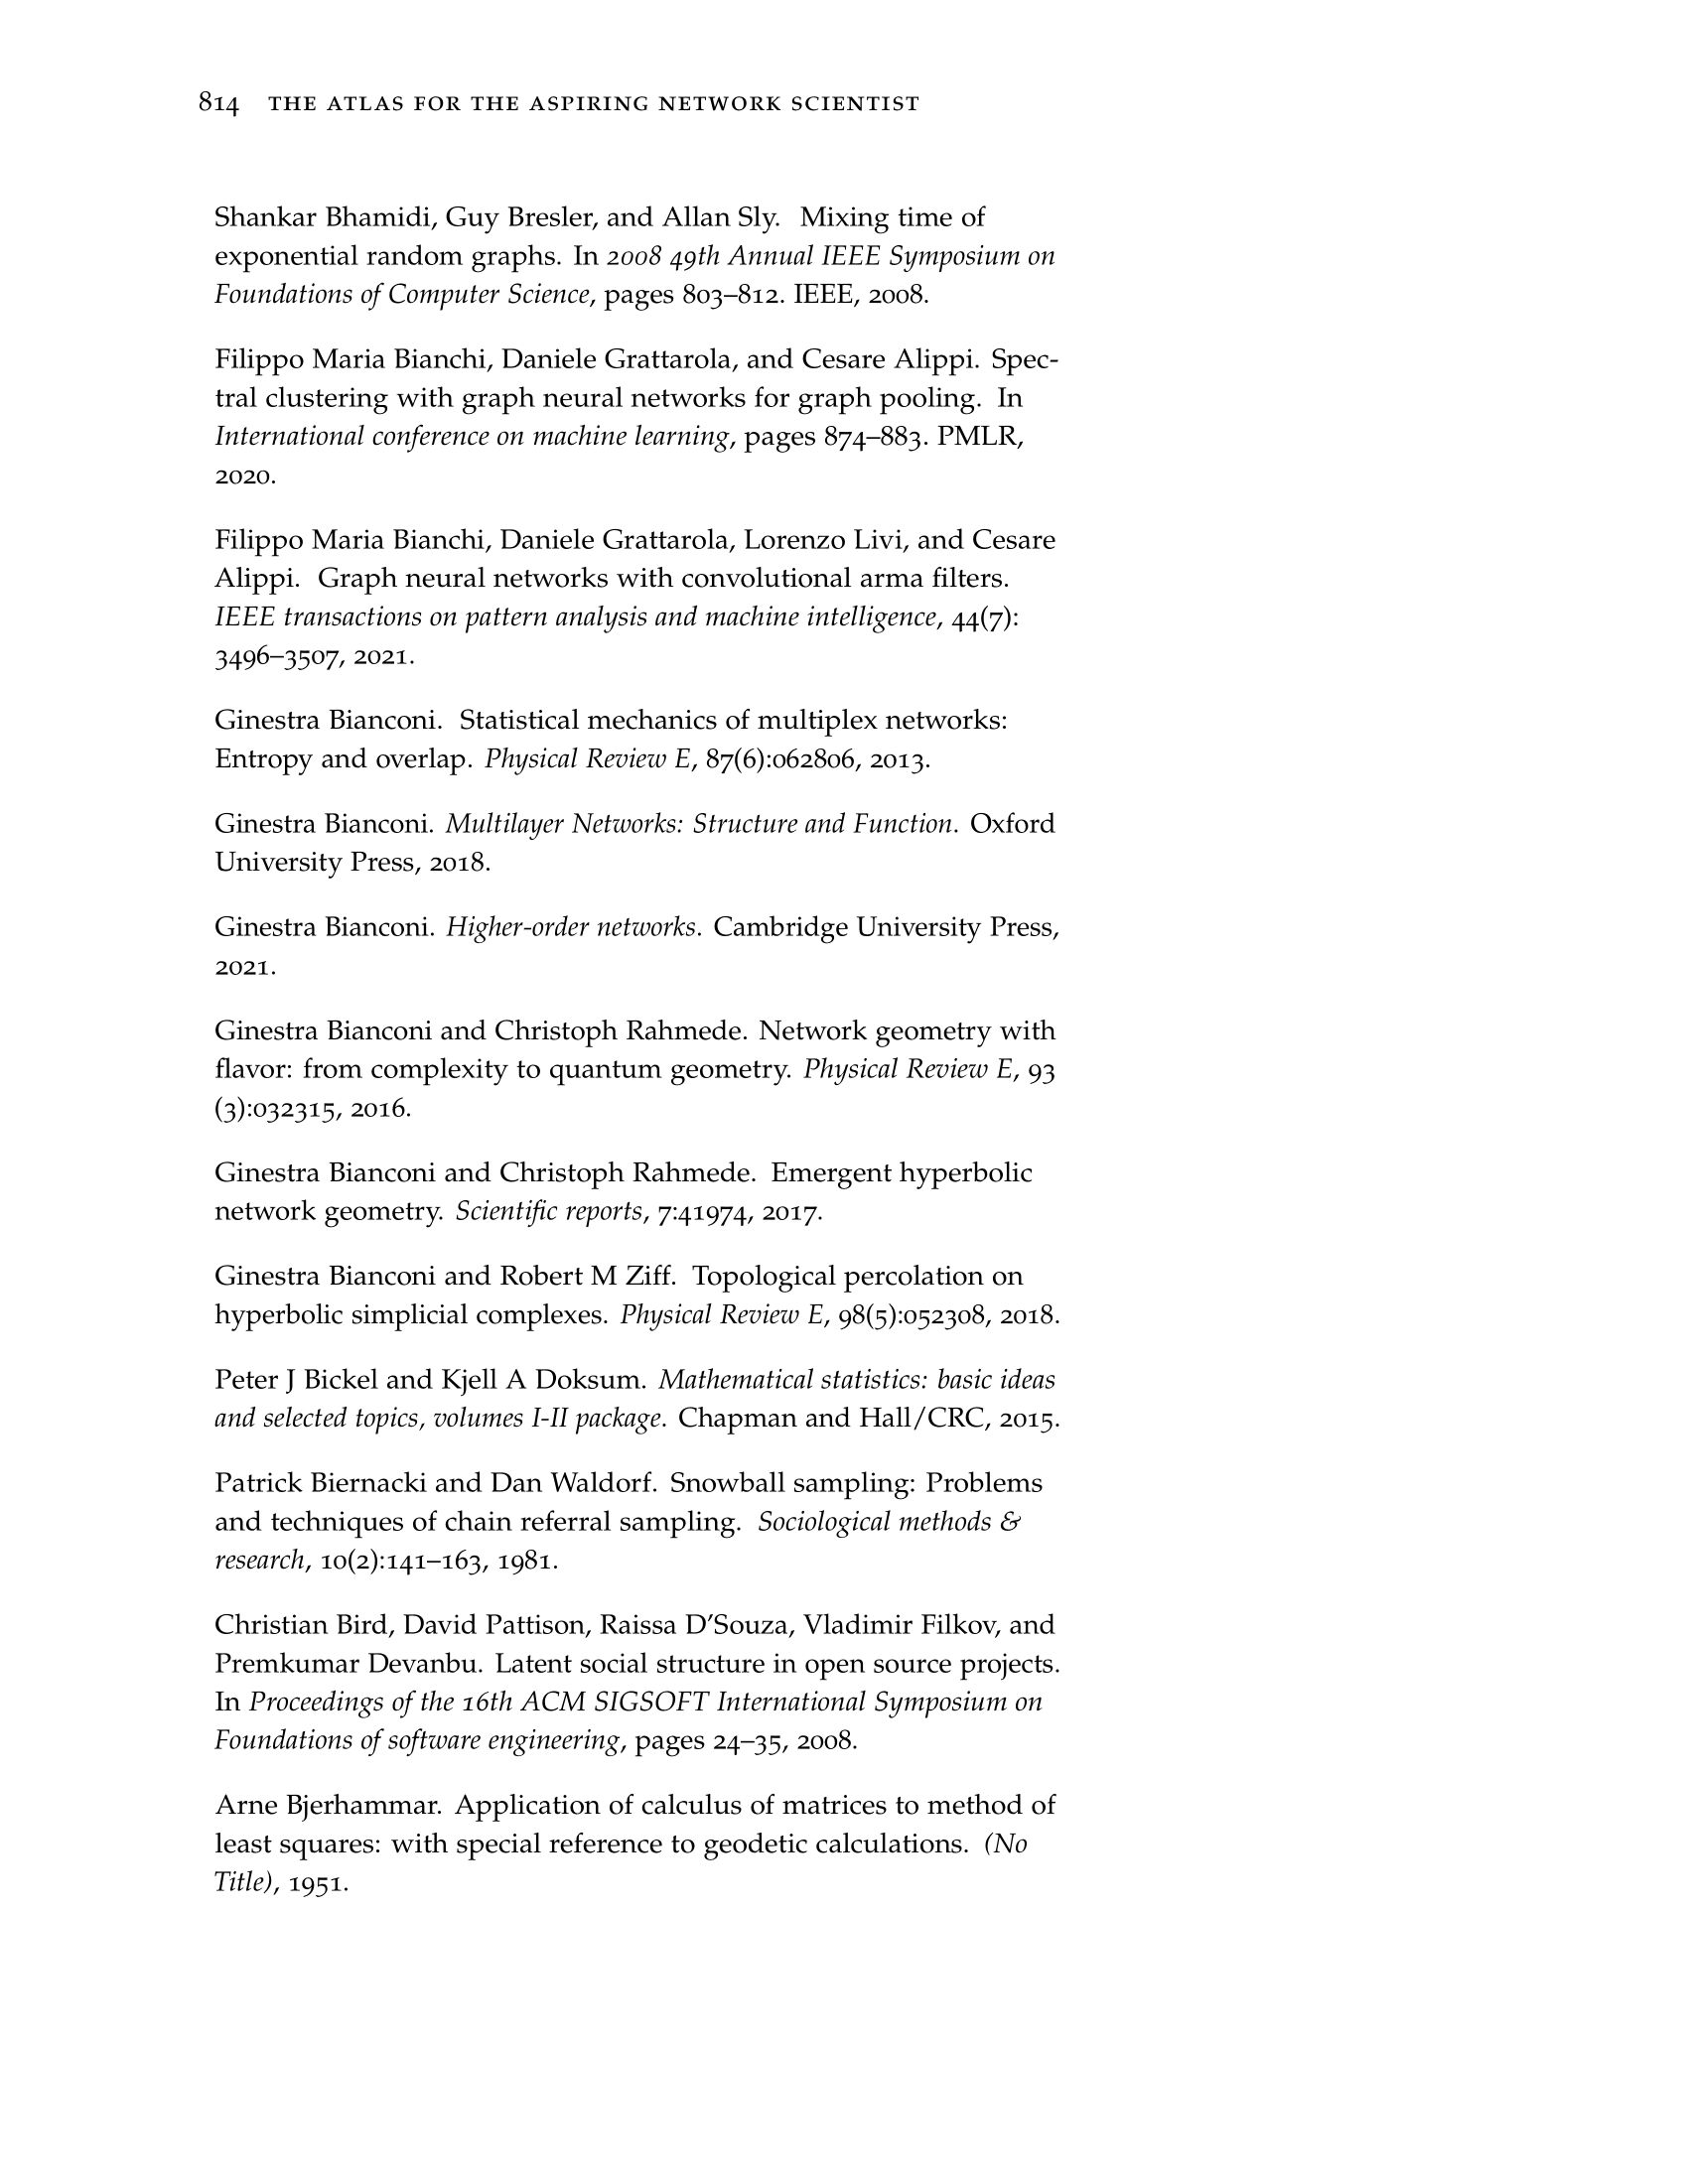 814 THE ATLAS FOR THE ASPIRING NETWORK SCIENTIST
Shankar Bhamidi, Guy Bresler, and Allan Sly. Mixing time of
exponential random graphs. In 2008 49th Annual IEEE Symposium on
Foundations of Computer Science, pages 803–812. IEEE, 2008.
Filippo Maria Bianchi, Daniele Grattarola, and Cesare Alippi. Spec-
tral clustering with graph neural networks for graph pooling. In
International conference on machine learning, pages 874–883. PMLR,
2020.
Filippo Maria Bianchi, Daniele Grattarola, Lorenzo Livi, and Cesare
Alippi. Graph neural networks with convolutional arma filters.
IEEE transactions on pattern analysis and machine intelligence, 44(7):
3496–3507, 2021.
Ginestra Bianconi. Statistical mechanics of multiplex networks:
Entropy and overlap. Physical Review E, 87(6):062806, 2013.
Ginestra Bianconi. Multilayer Networks: Structure and Function. Oxford
University Press, 2018.
Ginestra Bianconi. Higher-order networks. Cambridge University Press,
2021.
Ginestra Bianconi and Christoph Rahmede. Network geometry with
flavor: from complexity to quantum geometry. Physical Review E, 93
(3):032315, 2016.
Ginestra Bianconi and Christoph Rahmede. Emergent hyperbolic
network geometry. Scientific reports, 7:41974, 2017.
Ginestra Bianconi and Robert M Ziff. Topological percolation on
hyperbolic simplicial complexes. Physical Review E, 98(5):052308, 2018.
Peter J Bickel and Kjell A Doksum. Mathematical statistics: basic ideas
and selected topics, volumes I-II package. Chapman and Hall/CRC, 2015.
Patrick Biernacki and Dan Waldorf. Snowball sampling: Problems
and techniques of chain referral sampling. Sociological methods &
research, 10(2):141–163, 1981.
Christian Bird, David Pattison, Raissa D'Souza, Vladimir Filkov, and
Premkumar Devanbu. Latent social structure in open source projects.
In Proceedings of the 16th ACM SIGSOFT International Symposium on
Foundations of software engineering, pages 24–35, 2008.
Arne Bjerhammar. Application of calculus of matrices to method of
least squares: with special reference to geodetic calculations. (No
Title), 1951.